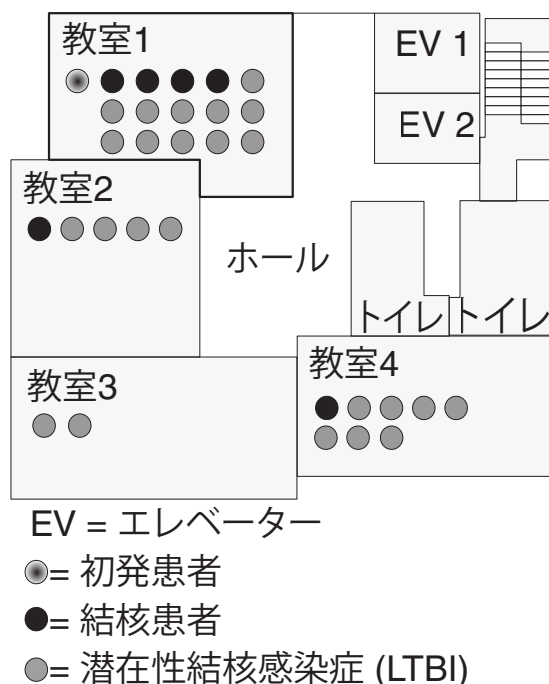 教室1
EV 1
EV 2
教室2
ホール
トイレ
トイレ
教室3
教室4
EV = エレベーター
= 初発患者
= 結核患者
= 潜在性結核感染症 (LTBI)